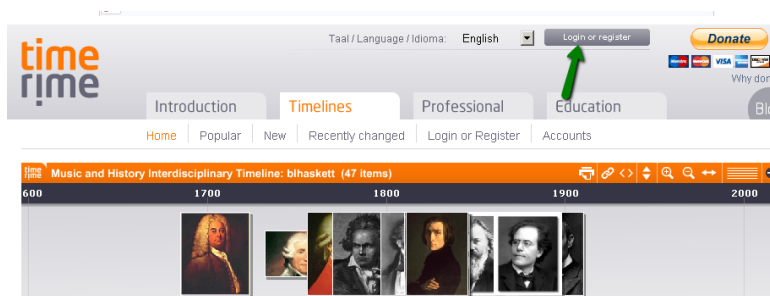 time
rime
Taal / Language / Idioma: English Login or register Donate
VISA
Why don
Introduction Timelines Professional Education Blo
Home Popular New Recently changed Login or Register Accounts
time
rime
Music and History Interdisciplinary Timeline: blhaskett (47 items)
600 1700 1800 1900 2000